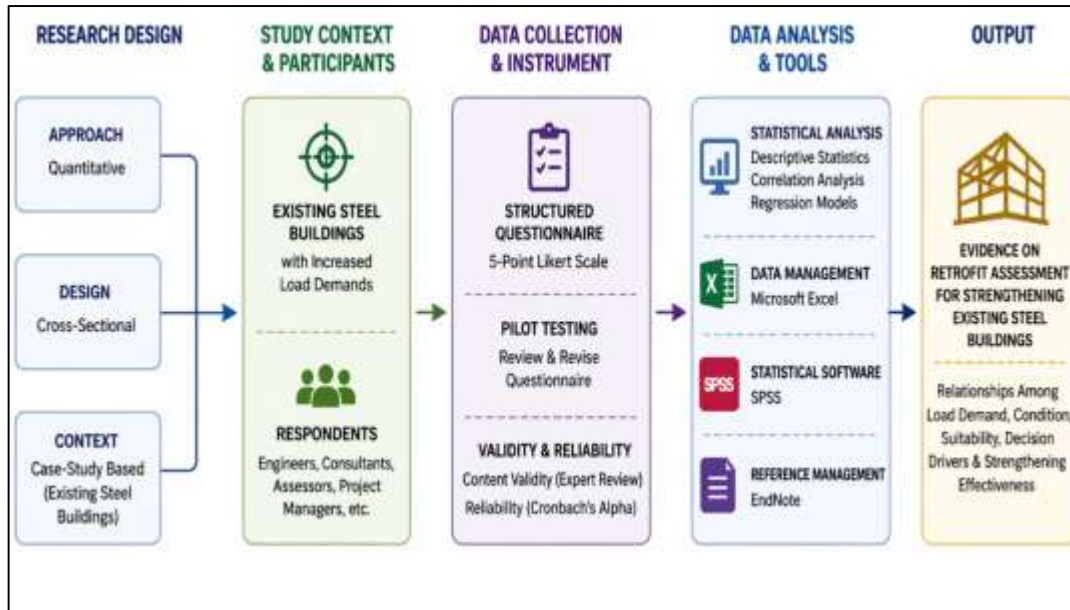 RESEARCH DESIGN
APPROACH
Quantitative
DESIGN
Cross-Sectional
CONTEXT
Case-Study Based
(Existing Steel
Buildings)
STUDY CONTEXT
& PARTICIPANTS
EXISTING STEEL
BUILDINGS
with Increased
Load Demands
RESPONDENTS
Engineers, Consultants,
Assessors, Project
Managers, etc.
DATA COLLECTION
& INSTRUMENT
STRUCTURED
QUESTIONNAIRE
5-Point Likert Scale
PILOT TESTING
Review & Revise
Questionnaire
VALIDITY & RELIABILITY
Content Validity (Expert Review)
Reliability (Cronbach's Alpha)
DATA ANALYSIS
& TOOLS
STATISTICAL ANALYSIS
Descriptive Statistics
Correlation Analysis
Regression Models
X
DATA MANAGEMENT
Microsoft Excel
SPSS
STATISTICAL SOFTWARE
SPSS
REFERENCE MANAGEMENT
EndNote
OUTPUT
EVIDENCE ON
RETROFIT ASSESSMENT
FOR STRENGTHENING
EXISTING STEEL
BUILDINGS
Relationships Among
Load Demand, Condition,
Suitability, Decision
Drivers & Strengthening
Effectiveness